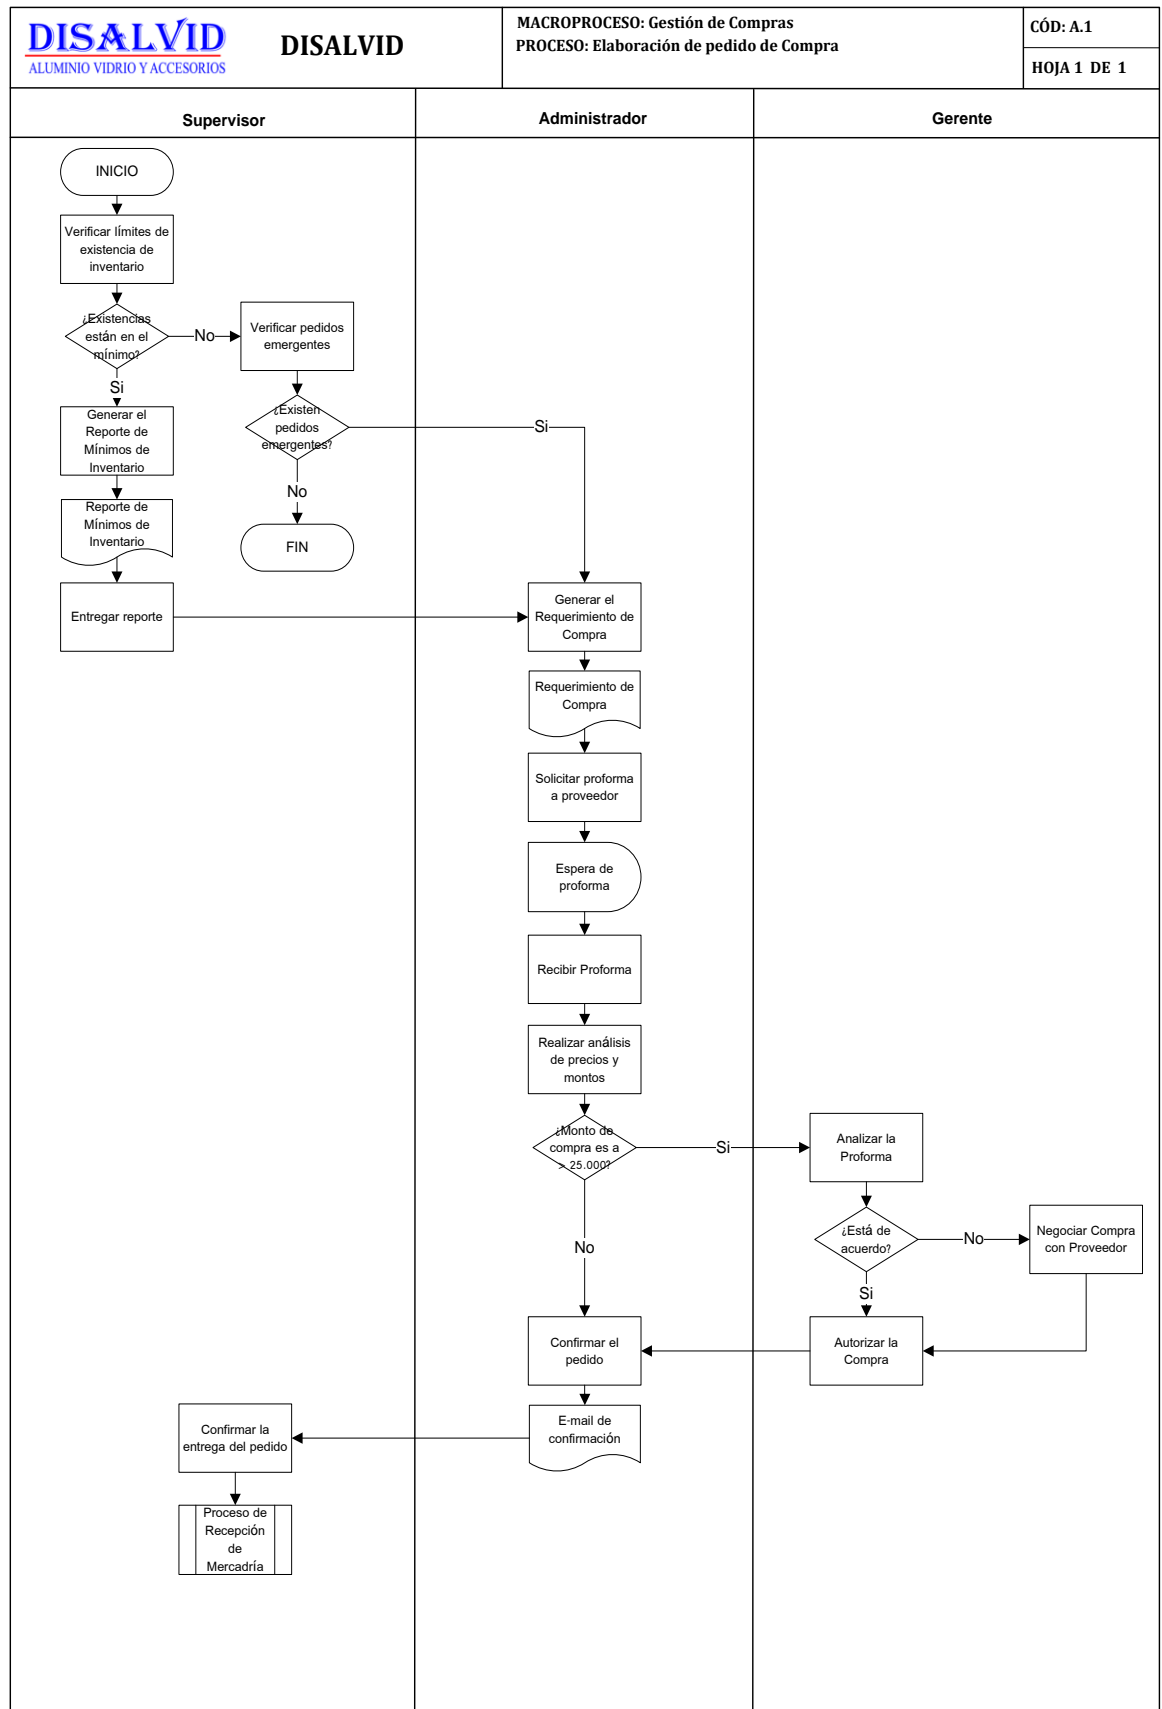 DISALVID
ALUMINIO VIDRIO Y ACCESORIOS
DISALVID
MACROPROCESO: Gestión de Compras
PROCESO: Elaboración de pedido de Compra
CÓD: A.1
HOJA 1 DE 1
Supervisor
Administrador
Gerente
INICIO
Verificar límites de
existencia de
inventario
¿Existencias
están en el
mínimo?
No
Verificar pedidos
emergentes
Si
Generar el
Reporte de
Mínimos de
Inventario
¿Existen
pedidos
emergentes?
Si
No
FIN
Reporte de
Mínimos de
Inventario
Entregar reporte
Generar el
Requerimiento de
Compra
Requerimiento de
Compra
Solicitar proforma
a proveedor
Espera de
proforma
Recibir Proforma
Realizar análisis
de precios y
montos
¿Monto de
compra es a
> 25.000?
Si
Analizar la
Proforma
¿Está de
acuerdo?
No
Negociar Compra
con Proveedor
No
Si
Confirmar el
pedido
Autorizar la
Compra
E-mail de
confirmación
Confirmar la
entrega del pedido
Proceso de
Recepción
de
Mercadría